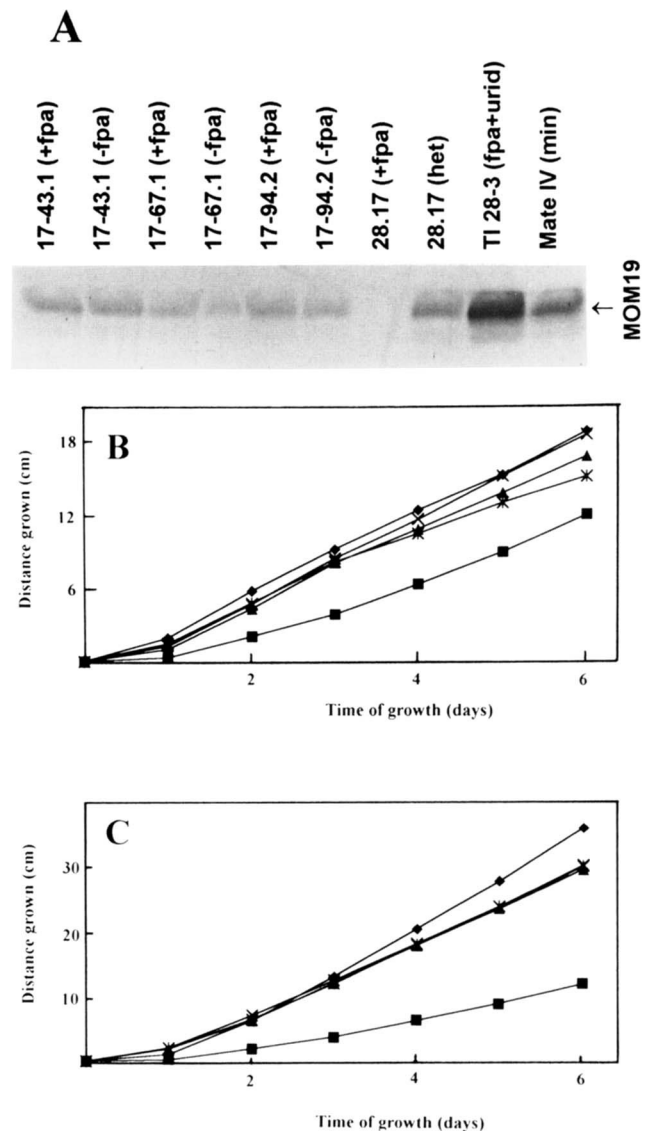 A
17-43.1 (+fpa)
17-43.1 (-fpa)
17-67.1 (+fpa)
17-67.1 (-fpa)
17-94.2 (+fpa)
17-94.2 (-fpa)
28.17 (+fpa)
28.17 (het)
TI 28-3 (fpa+urid)
Mate IV (min)
← MOM19
B
Distance grown (cm)
18
12
6
2
4
6
Time of growth (days)
C
Distance grown (cm)
30
20
10
2
4
6
Time of growth (days)